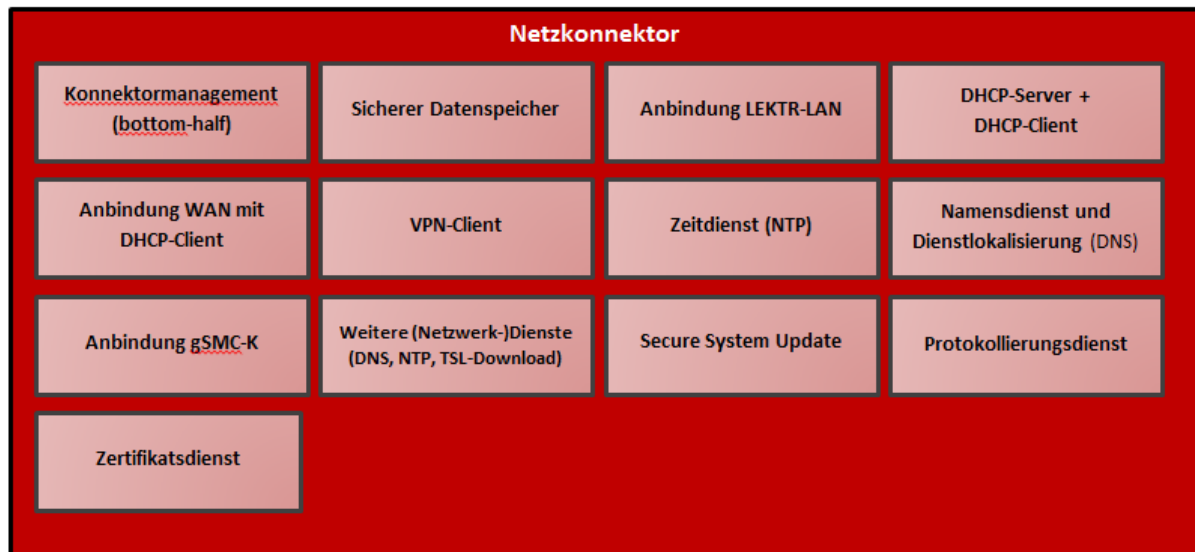 Netzkonnektor
Konnektormanagement
(bottom-half)
Sicherer Datenspeicher
Anbindung LEKTR-LAN
DHCP-Server +
DHCP-Client
Anbindung WAN mit
DHCP-Client
VPN-Client
Zeitdienst (NTP)
Namensdienst und
Dienstlokalisierung (DNS)
Anbindung gSMC-K
Weitere (Netzwerk-)Dienste
(DNS, NTP, TSL-Download)
Secure System Update
Protokollierungsdienst
Zertifikatsdienst